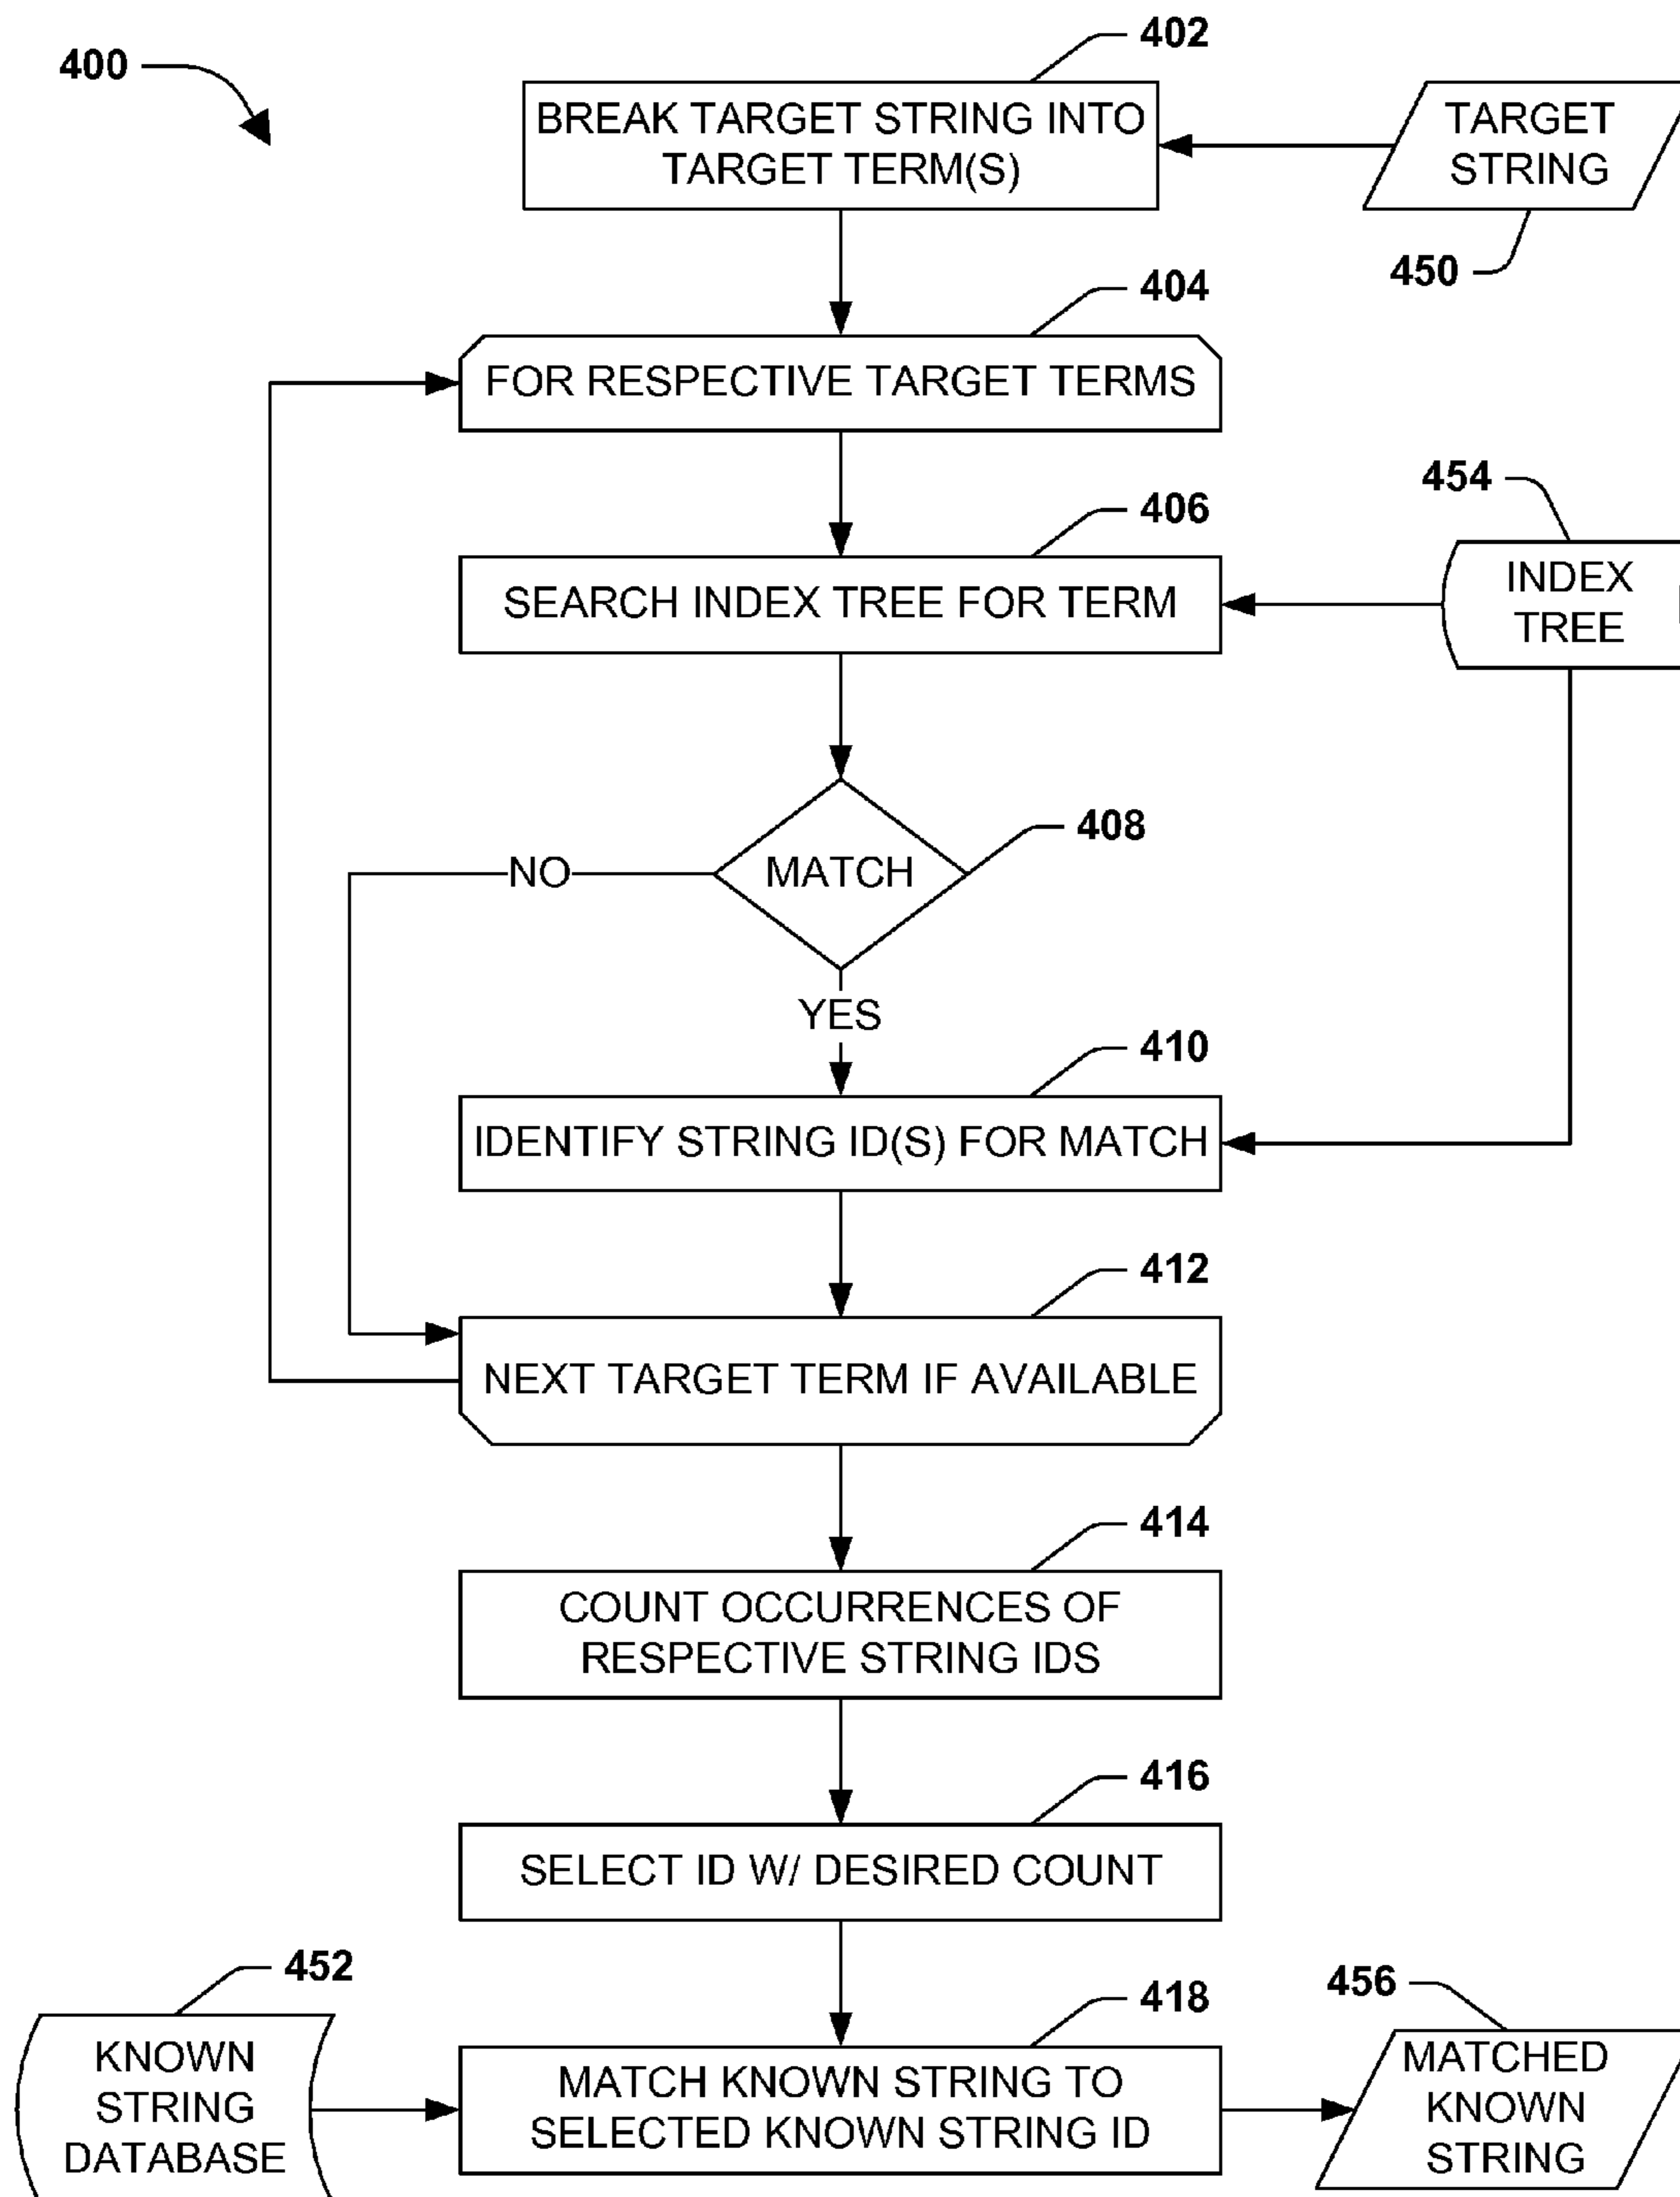 400
402
BREAK TARGET STRING INTO
TARGET TERM(S)
TARGET
STRING
450
404
FOR RESPECTIVE TARGET TERMS
454
406
SEARCH INDEX TREE FOR TERM
INDEX
TREE
408
NO
MATCH
YES
410
IDENTIFY STRING ID(S) FOR MATCH
412
NEXT TARGET TERM IF AVAILABLE
414
COUNT OCCURRENCES OF
RESPECTIVE STRING IDS
416
SELECT ID W/ DESIRED COUNT
452
KNOWN
STRING
DATABASE
418
MATCH KNOWN STRING TO
SELECTED KNOWN STRING ID
456
MATCHED
KNOWN
STRING